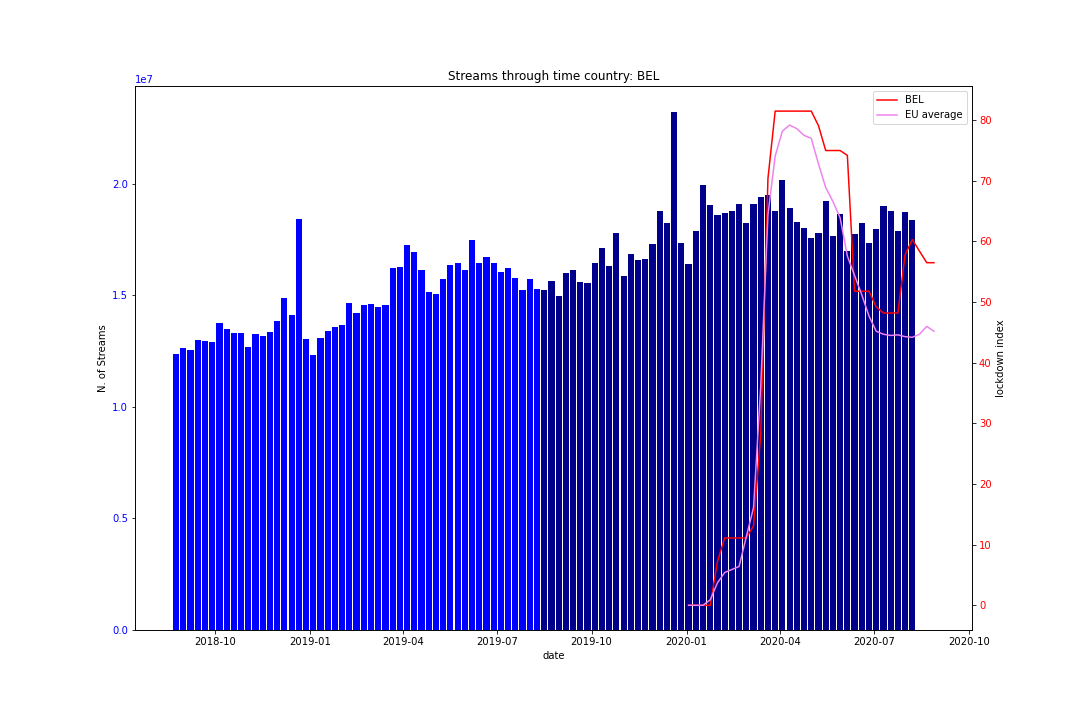 Streams through time country: BEL
1e7
BEL
EU average
2.0
1.5
1.0
0.5
0.0
N. of Streams
80
70
60
50
40
30
20
10
0
lockdown index
2018-10 2019-01 2019-04 2019-07 2019-10 2020-01 2020-04 2020-07 2020-10
date